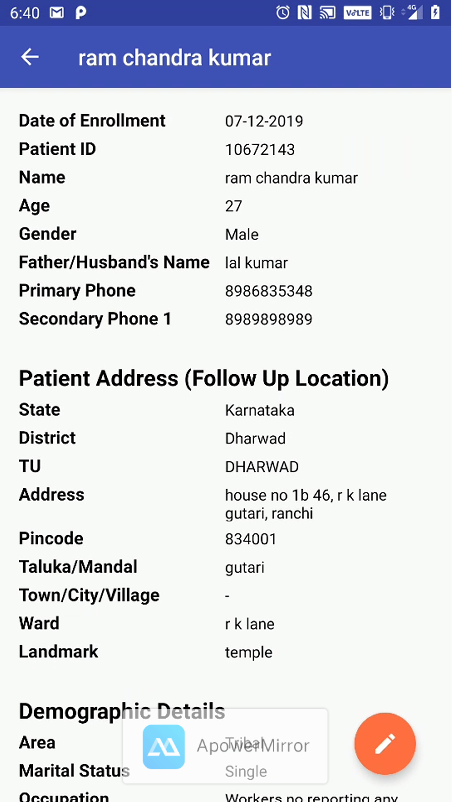 6:40 VoLTE 4G
ram chandra kumar
Date of Enrollment 07-12-2019
Patient ID 10672143
Name ram chandra kumar
Age 27
Gender Male
Father/Husband's Name lal kumar
Primary Phone 8986835348
Secondary Phone 1 8989898989
Patient Address (Follow Up Location)
State Karnataka
District Dharwad
TU DHARWAD
Address house no 1b 46, r k lane
gutari, ranchi
Pincode 834001
Taluka/Mandal gutari
Town/City/Village -
Ward r k lane
Landmark temple
Demographic Details
Area Tribal
ApowerMirror
Marital Status Single
Occupation Workers no reporting any